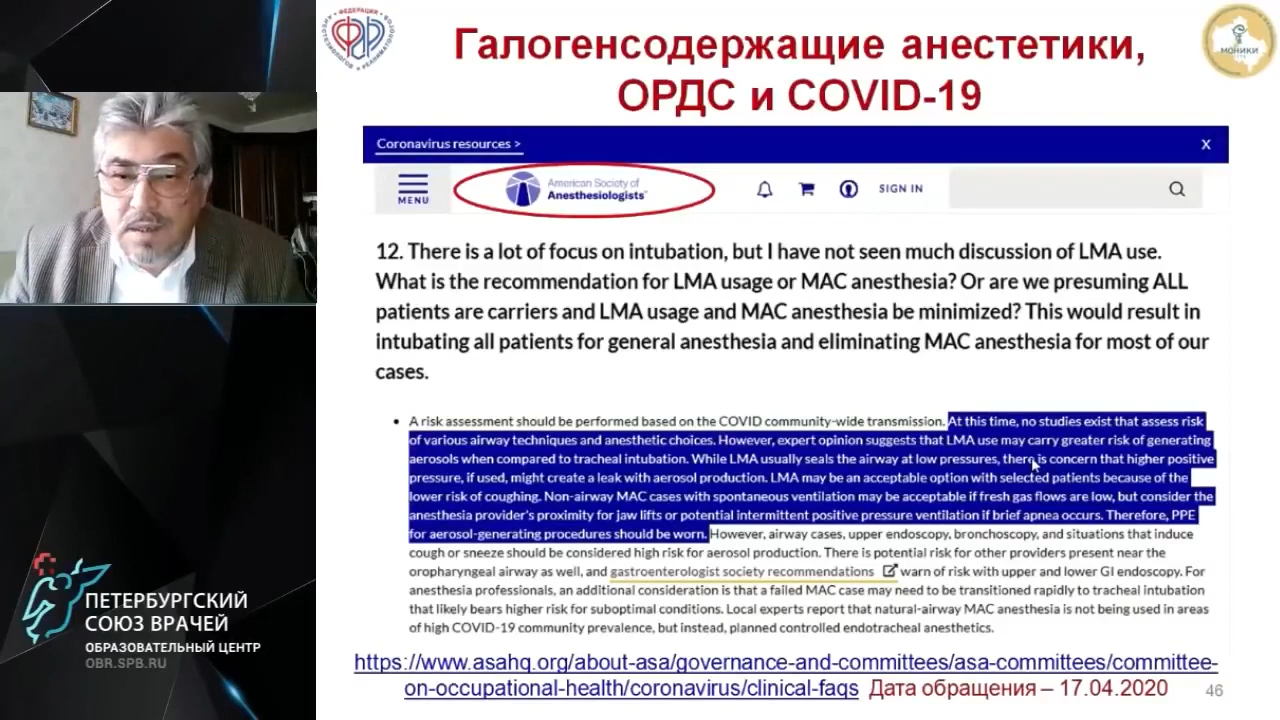 Галогенсодержащие анестетики,
ОРДС и COVID-19
МОНИКИ
Coronavirus resources >
X
MENU
American Society of
Anesthesiologists
SIGN IN
12. There is a lot of focus on intubation, but I have not seen much discussion of LMA use.
What is the recommendation for LMA usage or MAC anesthesia? Or are we presuming ALL
patients are carriers and LMA usage and MAC anesthesia be minimized? This would result in
intubating all patients for general anesthesia and eliminating MAC anesthesia for most of our
cases.
• A risk assessment should be performed based on the COVID community-wide transmission. At this time, no studies exist that assess risk
of various airway techniques and anesthetic choices. However, expert opinion suggests that LMA use may carry greater risk of generating
aerosols when compared to tracheal intubation. While LMA usually seals the airway at low pressures, there is concern that higher positive
pressure, if used, might create a leak with aerosol production. LMA may be an acceptable option with selected patients because of the
lower risk of coughing. Non-airway MAC cases with spontaneous ventilation may be acceptable if fresh gas flows are low, but consider the
anesthesia provider's proximity for jaw lifts or potential intermittent positive pressure ventilation if brief apnea occurs. Therefore, PPE
for aerosol-generating procedures should be worn. However, airway cases, upper endoscopy, bronchoscopy, and situations that induce
cough or sneeze should be considered high risk for aerosol production. There is potential risk for other providers present near the
oropharyngeal airway as well, and gastroenterologist society recommendations warn of risk with upper and lower GI endoscopy. For
anesthesia professionals, an additional consideration is that a failed MAC case may need to be transitioned rapidly to tracheal intubation
that likely bears higher risk for suboptimal conditions. Local experts report that natural-airway MAC anesthesia is not being used in areas
of high COVID-19 community prevalence, but instead, planned controlled endotracheal anesthetics.
https://www.asahq.org/about-asa/governance-and-committees/asa-committees/committee-
on-occupational-health/coronavirus/clinical-faqs Дата обращения – 17.04.2020
46
ПЕТЕРБУРГСКИЙ
СОЮЗ ВРАЧЕЙ
ОБРАЗОВАТЕЛЬНЫЙ ЦЕНТР
OBR.SPB.RU